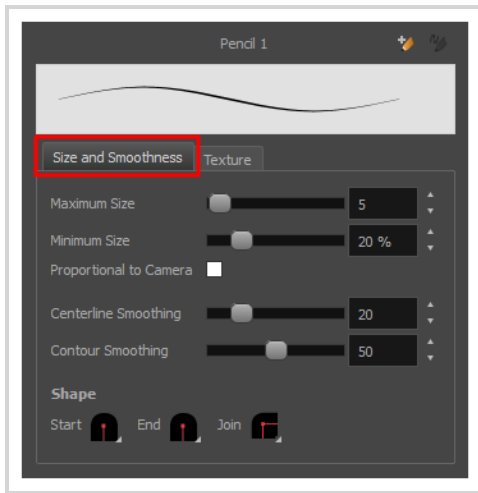 Pencil 1
Size and Smoothness Texture
Maximum Size 5
Minimum Size 20 %
Proportional to Camera
Centerline Smoothing 20
Contour Smoothing 50
Shape
Start End Join